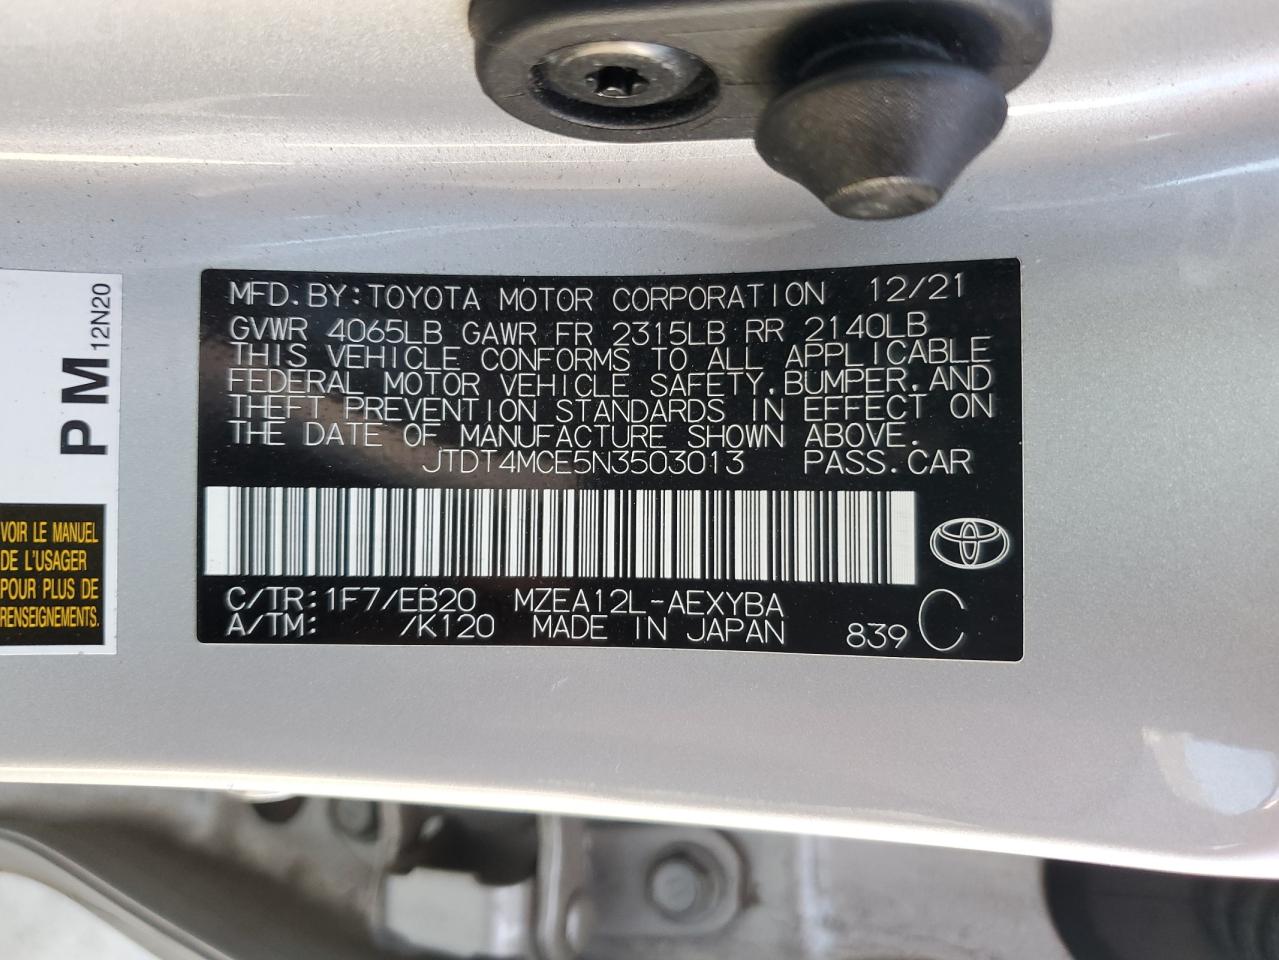 MFD.BY:TOYOTA MOTOR CORPORATION 12/21
GVWR 4065LB GAWR FR 2315LB RR 2140LB
THIS VEHICLE CONFORMS TO ALL APPLICABLE
FEDERAL MOTOR VEHICLE SAFETY,BUMPER,AND
THEFT PREVENTION STANDARDS IN EFFECT ON
THE DATE OF MANUFACTURE SHOWN ABOVE.
JTDT4MCE5N3503013 PASS.CAR
C/TR:1F7/EB20 MZEA12L-AEXYBA
A/TM: /K120 MADE IN JAPAN 839 C
PM 12N20
VOIR LE MANUEL
DE L'USAGER
POUR PLUS DE
RENSEIGNEMENTS.